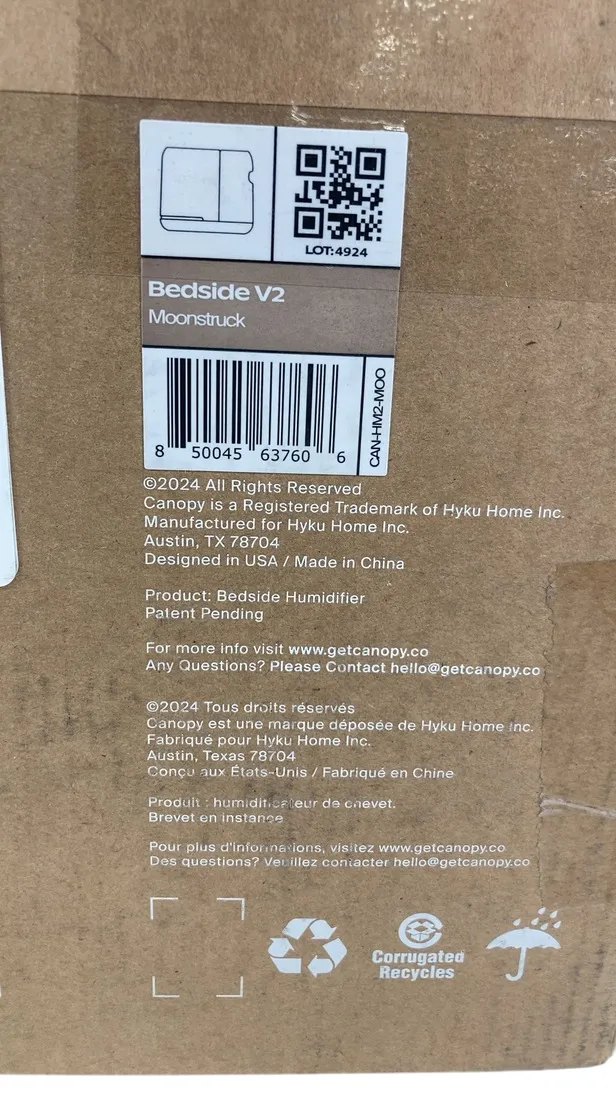 LOT:4924
Bedside V2
Moonstruck
8 50045 63760 6
CAN-HM2-MOO
©2024 All Rights Reserved
Canopy is a Registered Trademark of Hyku Home Inc.
Manufactured for Hyku Home Inc.
Austin, TX 78704
Designed in USA / Made in China
Product: Bedside Humidifier
Patent Pending
For more info visit www.getcanopy.co
Any Questions? Please Contact hello@getcanopy.co
©2024 Tous droits réservés
Canopy est une marque déposée de Hyku Home Inc.
Fabriqué pour Hyku Home Inc.
Austin, Texas 78704
Conçu aux États-Unis / Fabriqué en Chine
Produit : humidificateur de chevet.
Brevet en instance
Pour plus d'informations, visitez www.getcanopy.co
Des questions? Veuillez contacter hello@getcanopy.co
Corrugated
Recycles